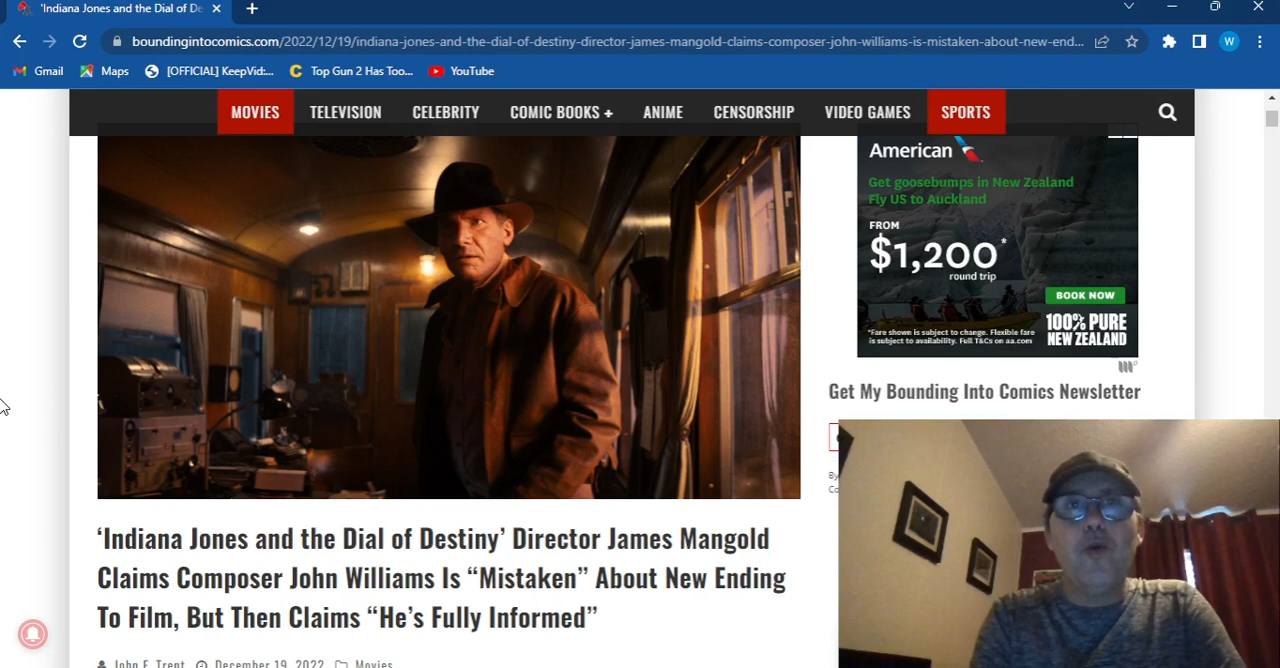 'Indiana Jones and the Dial of De
boundingintocomics.com/2022/12/19/indiana-jones-and-the-dial-of-destiny-director-james-mangold-claims-composer-john-williams-is-mistaken-about-new-end...
W
Gmail
Maps
[OFFICIAL] KeepVid:...
Top Gun 2 Has Too...
YouTube
MOVIES
TELEVISION
CELEBRITY
COMIC BOOKS +
ANIME
CENSORSHIP
VIDEO GAMES
SPORTS
American
Get goosebumps in New Zealand
Fly US to Auckland
FROM
$1,200*
round trip
BOOK NOW
*Fare shown is subject to change. Flexible fare
is subject to availability. Full T&Cs on aa.com
100% PURE
NEW ZEALAND
Get My Bounding Into Comics Newsletter
By
Co
'Indiana Jones and the Dial of Destiny' Director James Mangold
Claims Composer John Williams Is “Mistaken” About New Ending
To Film, But Then Claims “He's Fully Informed”
John F. Trent
December 19, 2022
Movies